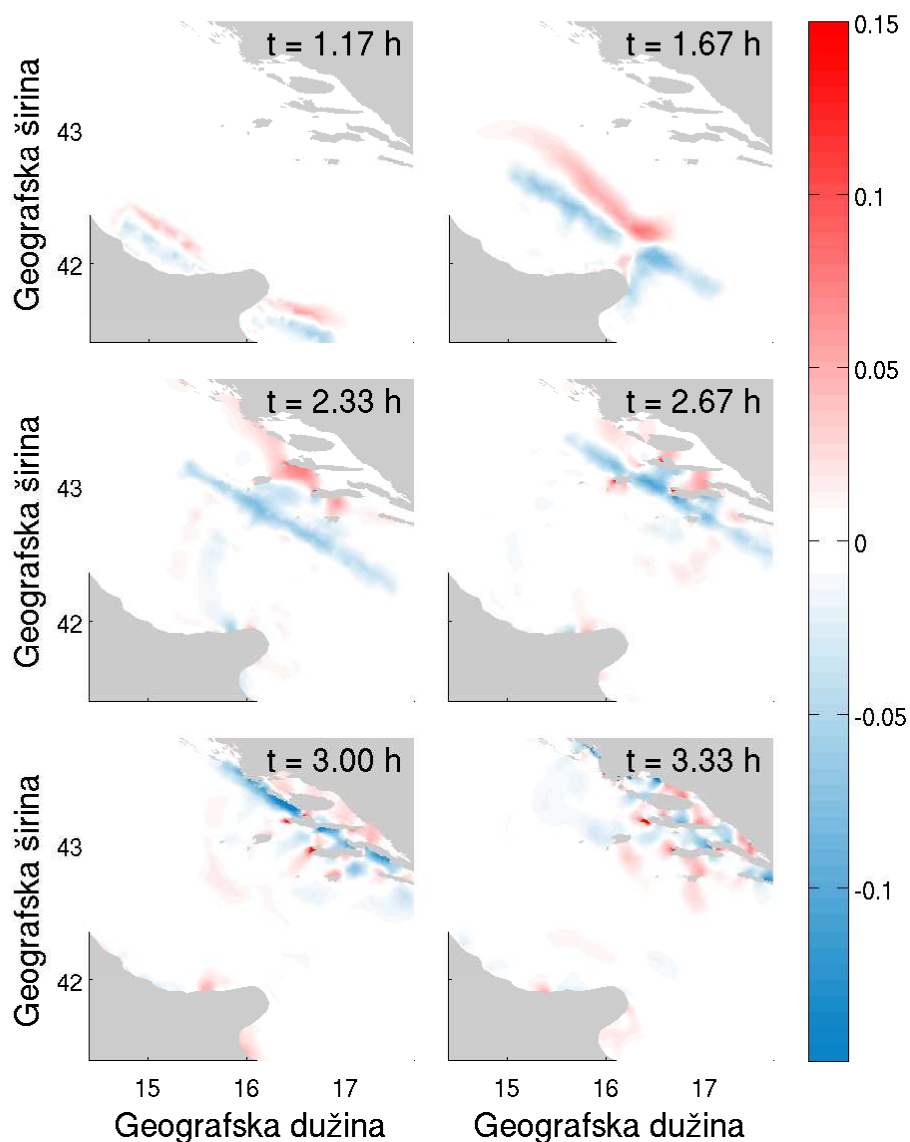 t = 1.17 h
t = 1.67 h
Geografska širina
43
42
t = 2.33 h
t = 2.67 h
Geografska širina
43
42
t = 3.00 h
t = 3.33 h
Geografska širina
43
42
15 16 17
15 16 17
Geografska dužina
Geografska dužina
0.15
0.1
0.05
0
-0.05
-0.1